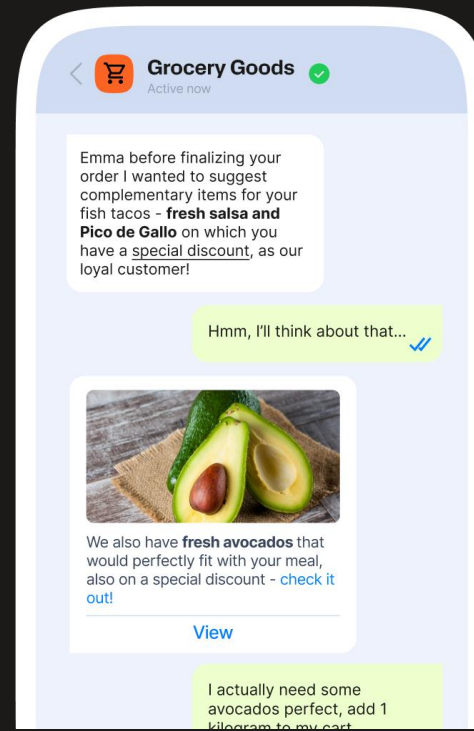 Grocery Goods
Active now
Emma before finalizing your
order I wanted to suggest
complementary items for your
fish tacos - fresh salsa and
Pico de Gallo on which you
have a special discount, as our
loyal customer!
Hmm, I'll think about that...
We also have fresh avocados that
would perfectly fit with your meal,
also on a special discount - check it
out!
View
I actually need some
avocados perfect, add 1
kilogram to my cart